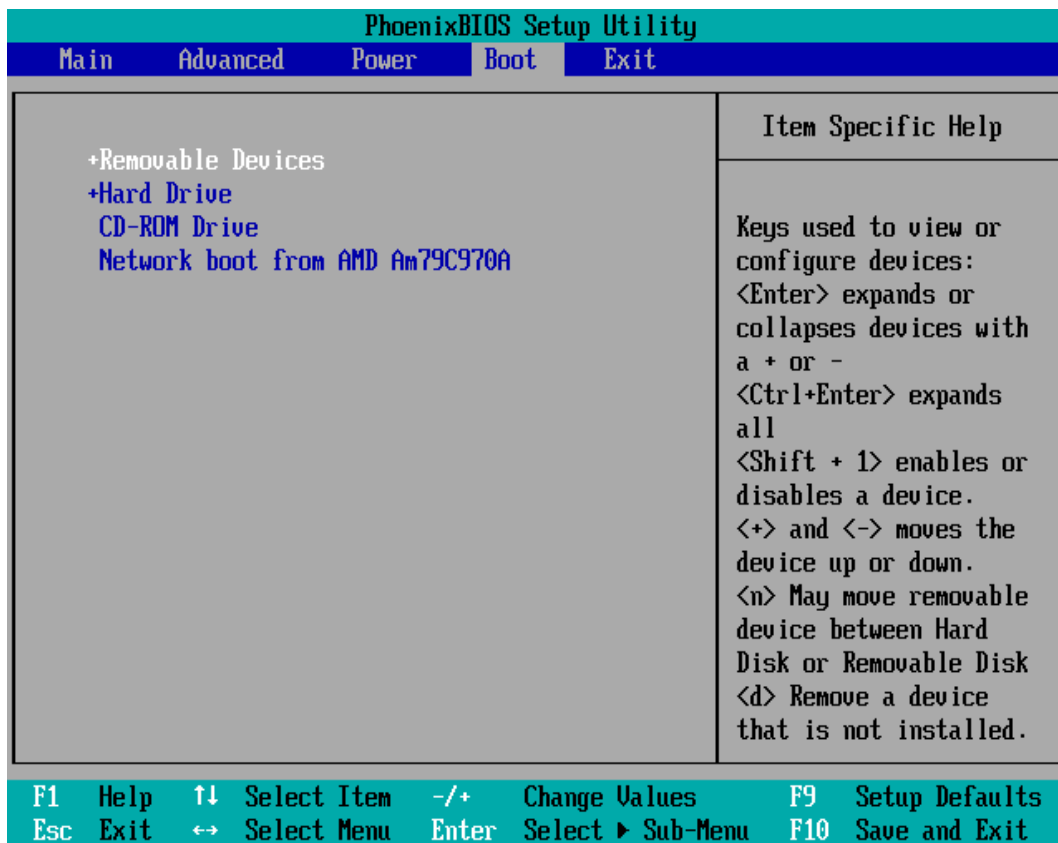 PhoenixBIOS Setup Utility
Main Advanced Power Boot Exit
+Removable Devices
+Hard Drive
CD-ROM Drive
Network boot from AMD Am79C970A
Item Specific Help
Keys used to view or
configure devices:
<Enter> expands or
collapses devices with
a + or -
<Ctrl+Enter> expands
all
<Shift + 1> enables or
disables a device.
<+> and <-> moves the
device up or down.
<n> May move removable
device between Hard
Disk or Removable Disk
<d> Remove a device
that is not installed.
F1 Help ↑↓ Select Item -/+ Change Values F9 Setup Defaults
Esc Exit ↔ Select Menu Enter Select ▶ Sub-Menu F10 Save and Exit